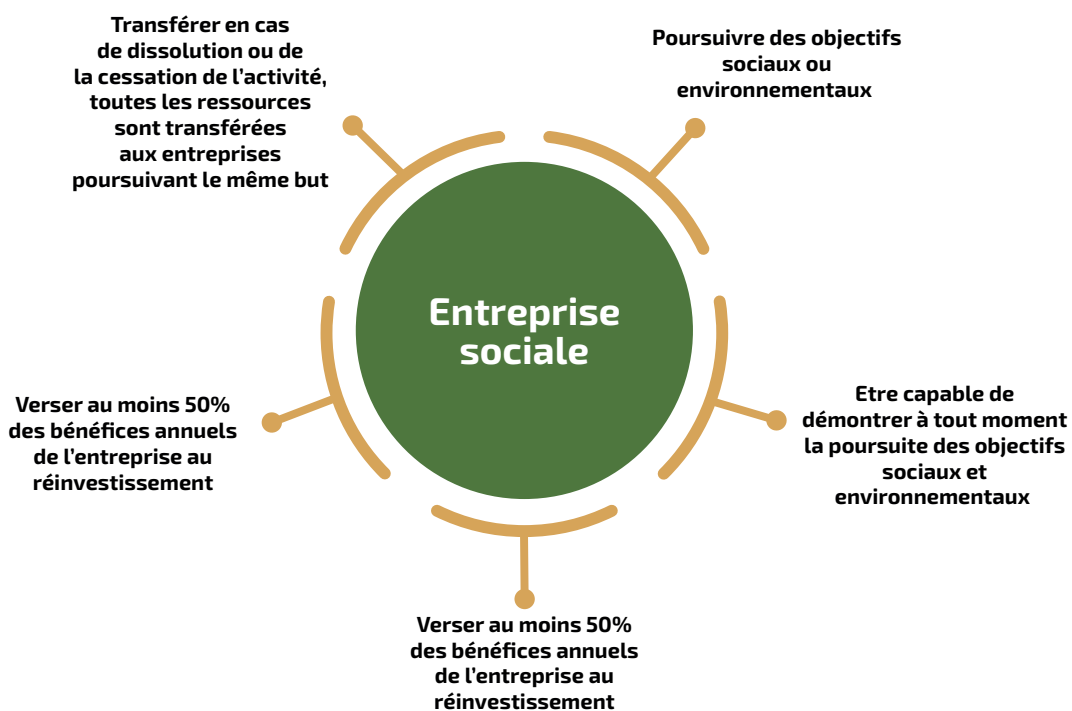 Transférer en cas
de dissolution ou de
la cessation de l'activité,
toutes les ressources
sont transférées
aux entreprises
poursuivant le même but
Poursuivre des objectifs
sociaux ou
environnementaux
Entreprise
sociale
Verser au moins 50%
des bénéfices annuels
de l'entreprise au
réinvestissement
Etre capable de
démontrer à tout moment
la poursuite des objectifs
sociaux et
environnementaux
Verser au moins 50%
des bénéfices annuels
de l'entreprise au
réinvestissement